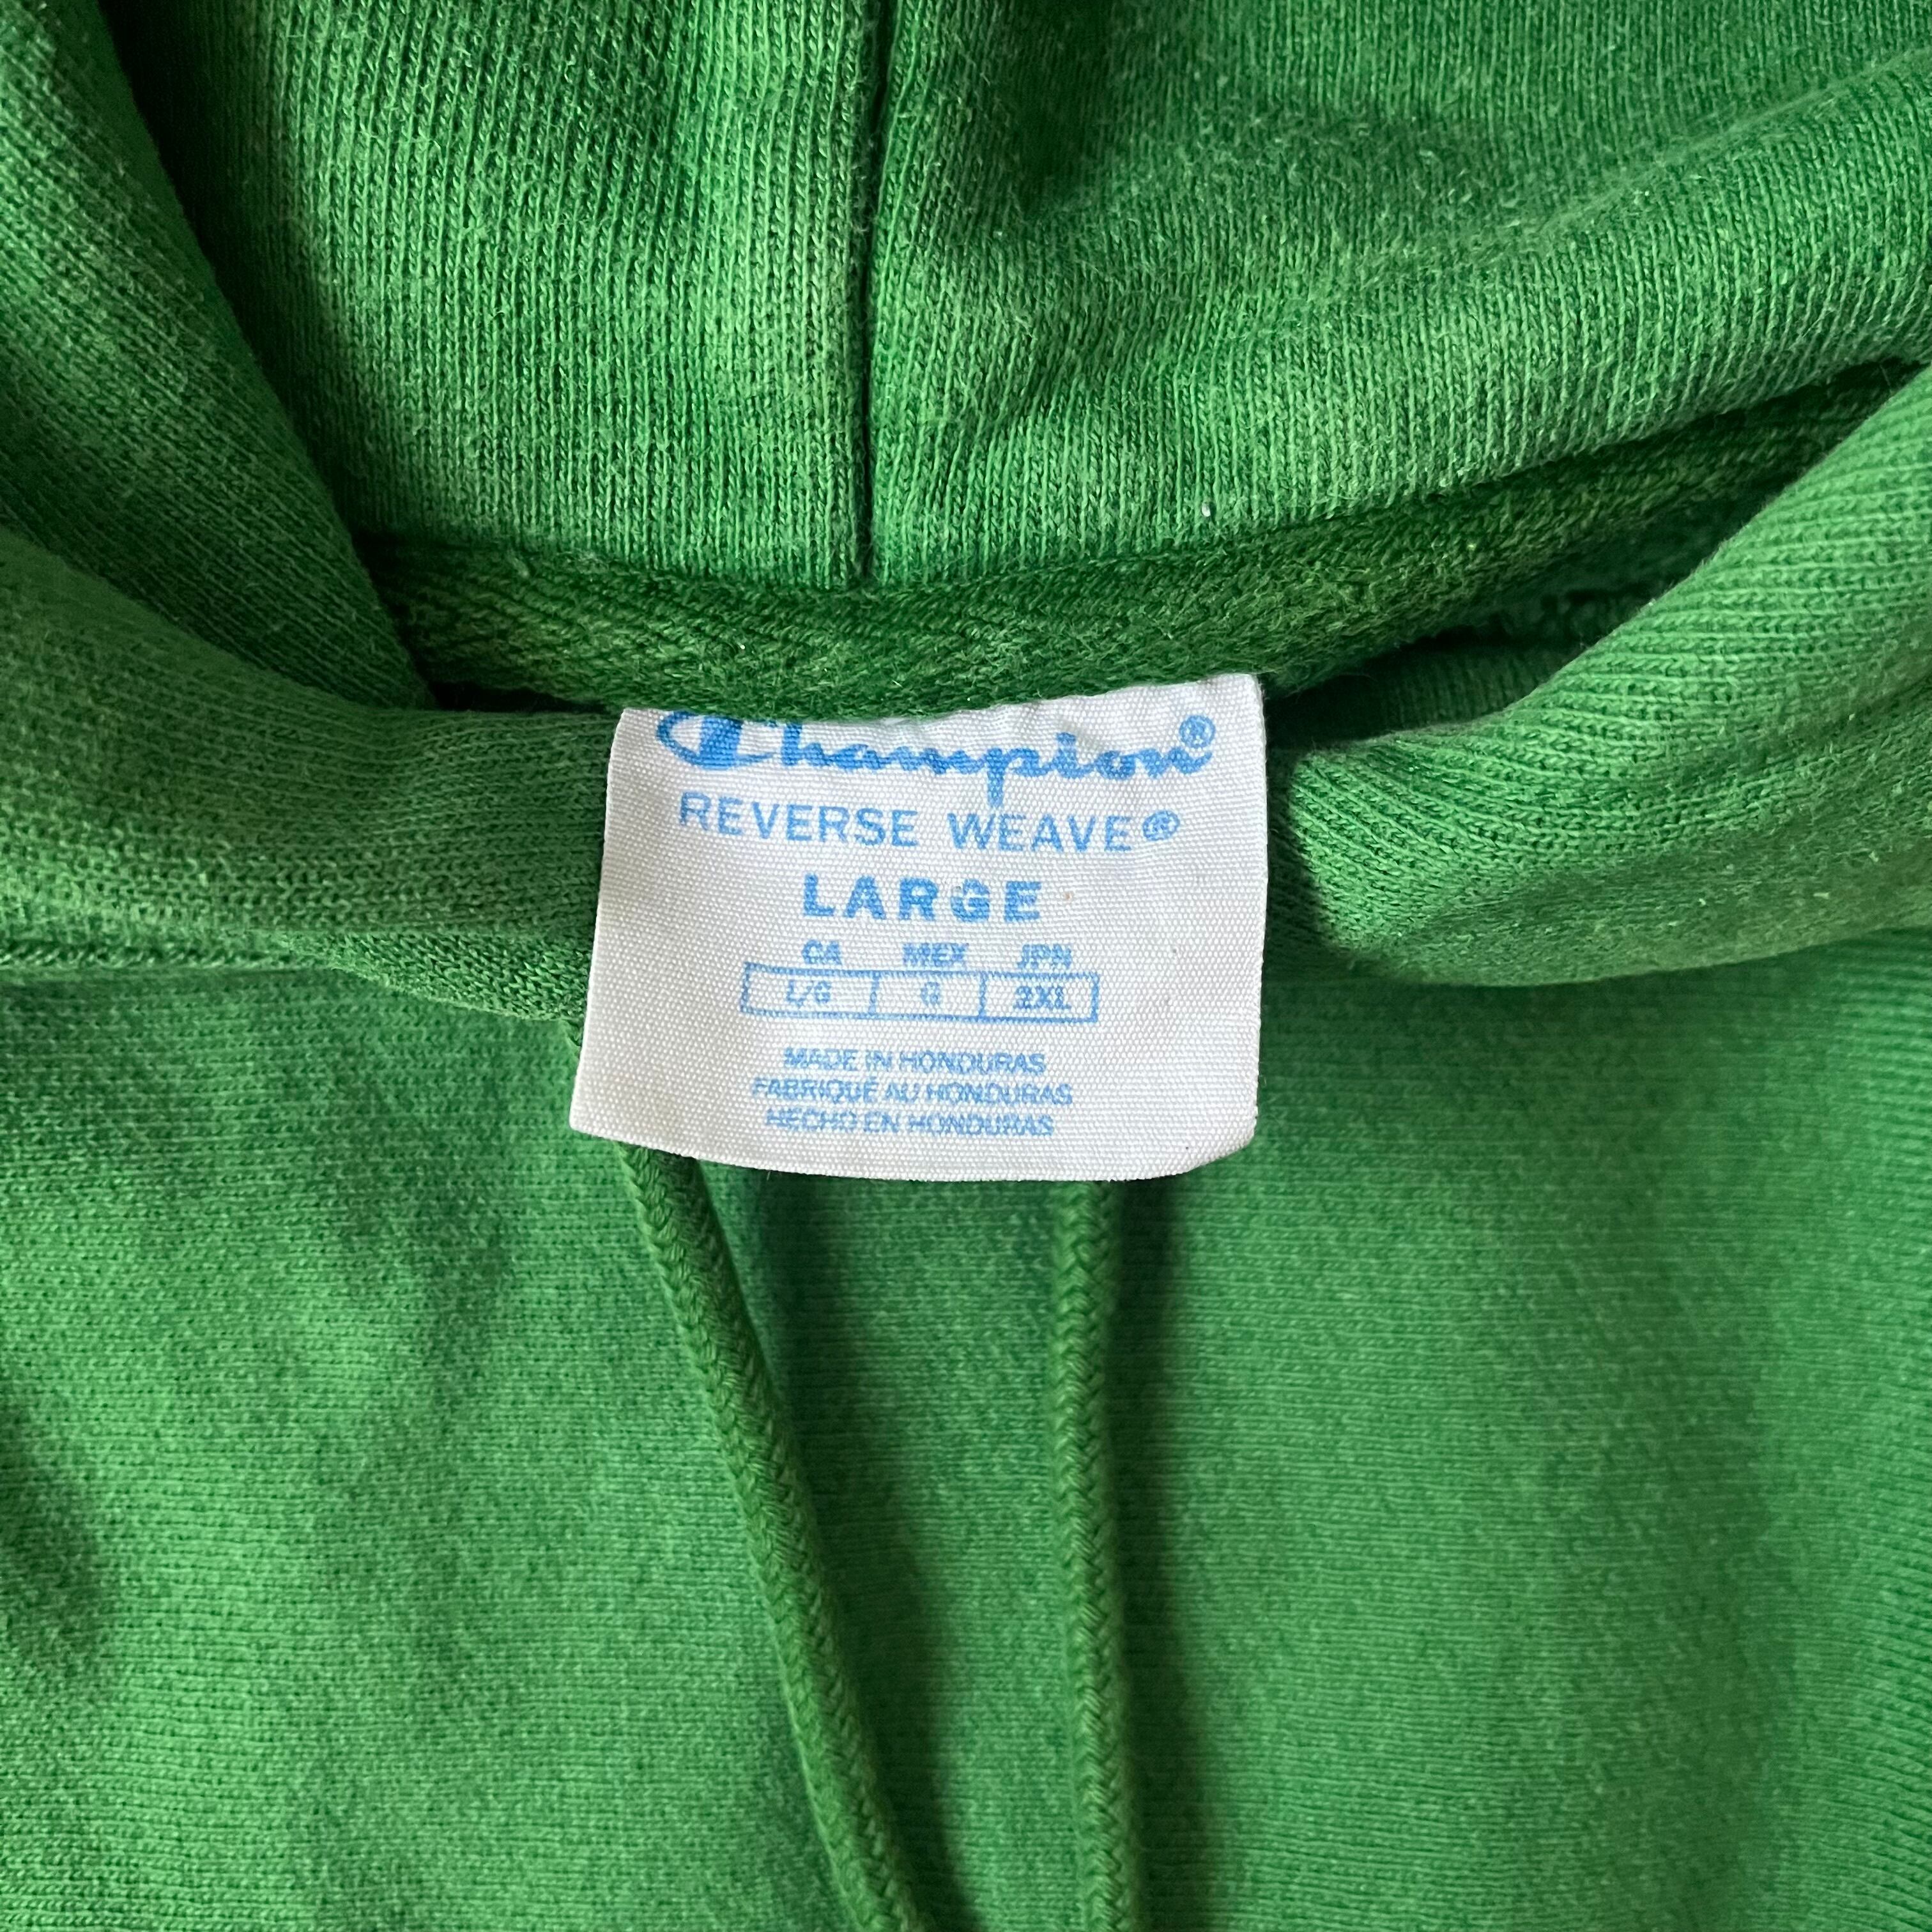 Champion®
REVERSE WEAVE®
LARGE
CA MEX JPN
L/G G 2XL
MADE IN HONDURAS
FABRIQUÉ AU HONDURAS
HECHO EN HONDURAS